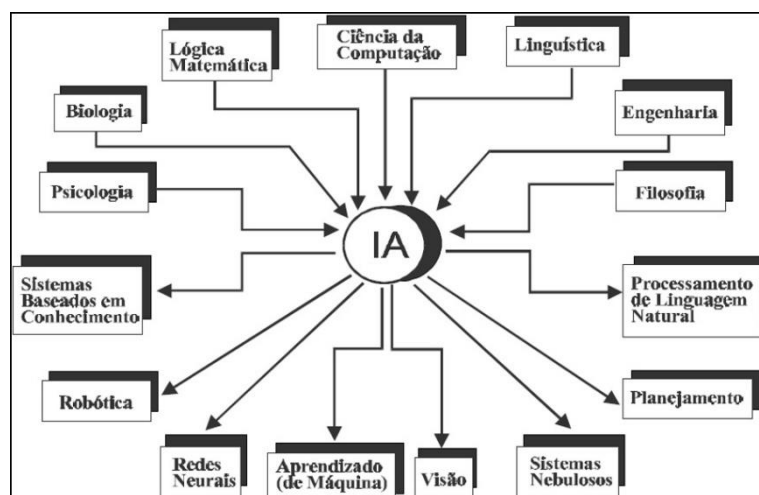 Lógica
Matemática
Ciência da
Computação
Linguística
Biologia
Engenharia
Psicologia
Filosofia
IA
Sistemas
Baseados em
Conhecimento
Processamento
de Linguagem
Natural
Robótica
Planejamento
Redes
Neurais
Aprendizado
(de Máquina)
Visão
Sistemas
Nebulosos